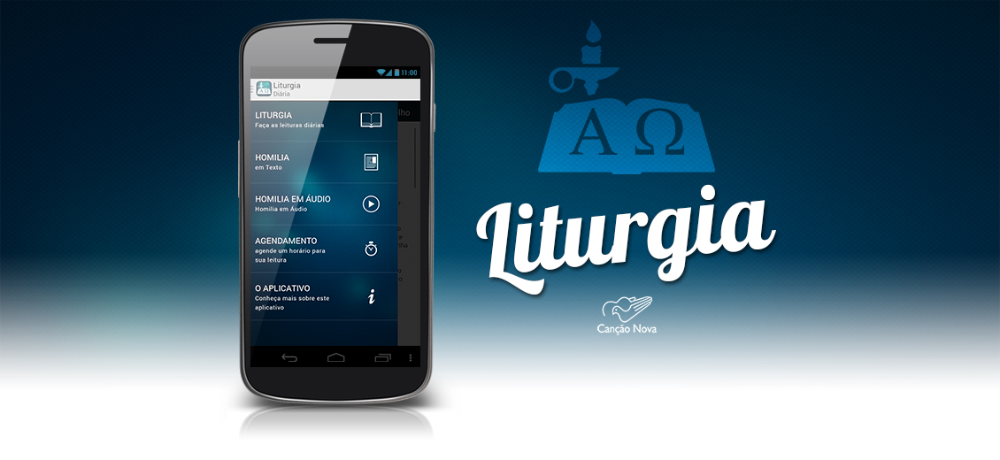 11:00
Liturgia
Diária
LITURGIA
Faça as leituras diárias
lho
HOMILIA
em Texto
HOMILIA EM ÁUDIO
Homilia em Áudio
AGENDAMENTO
agende um horário para
sua leitura
O APLICATIVO
Conheça mais sobre este
aplicativo
Α Ω
Liturgia
Canção Nova